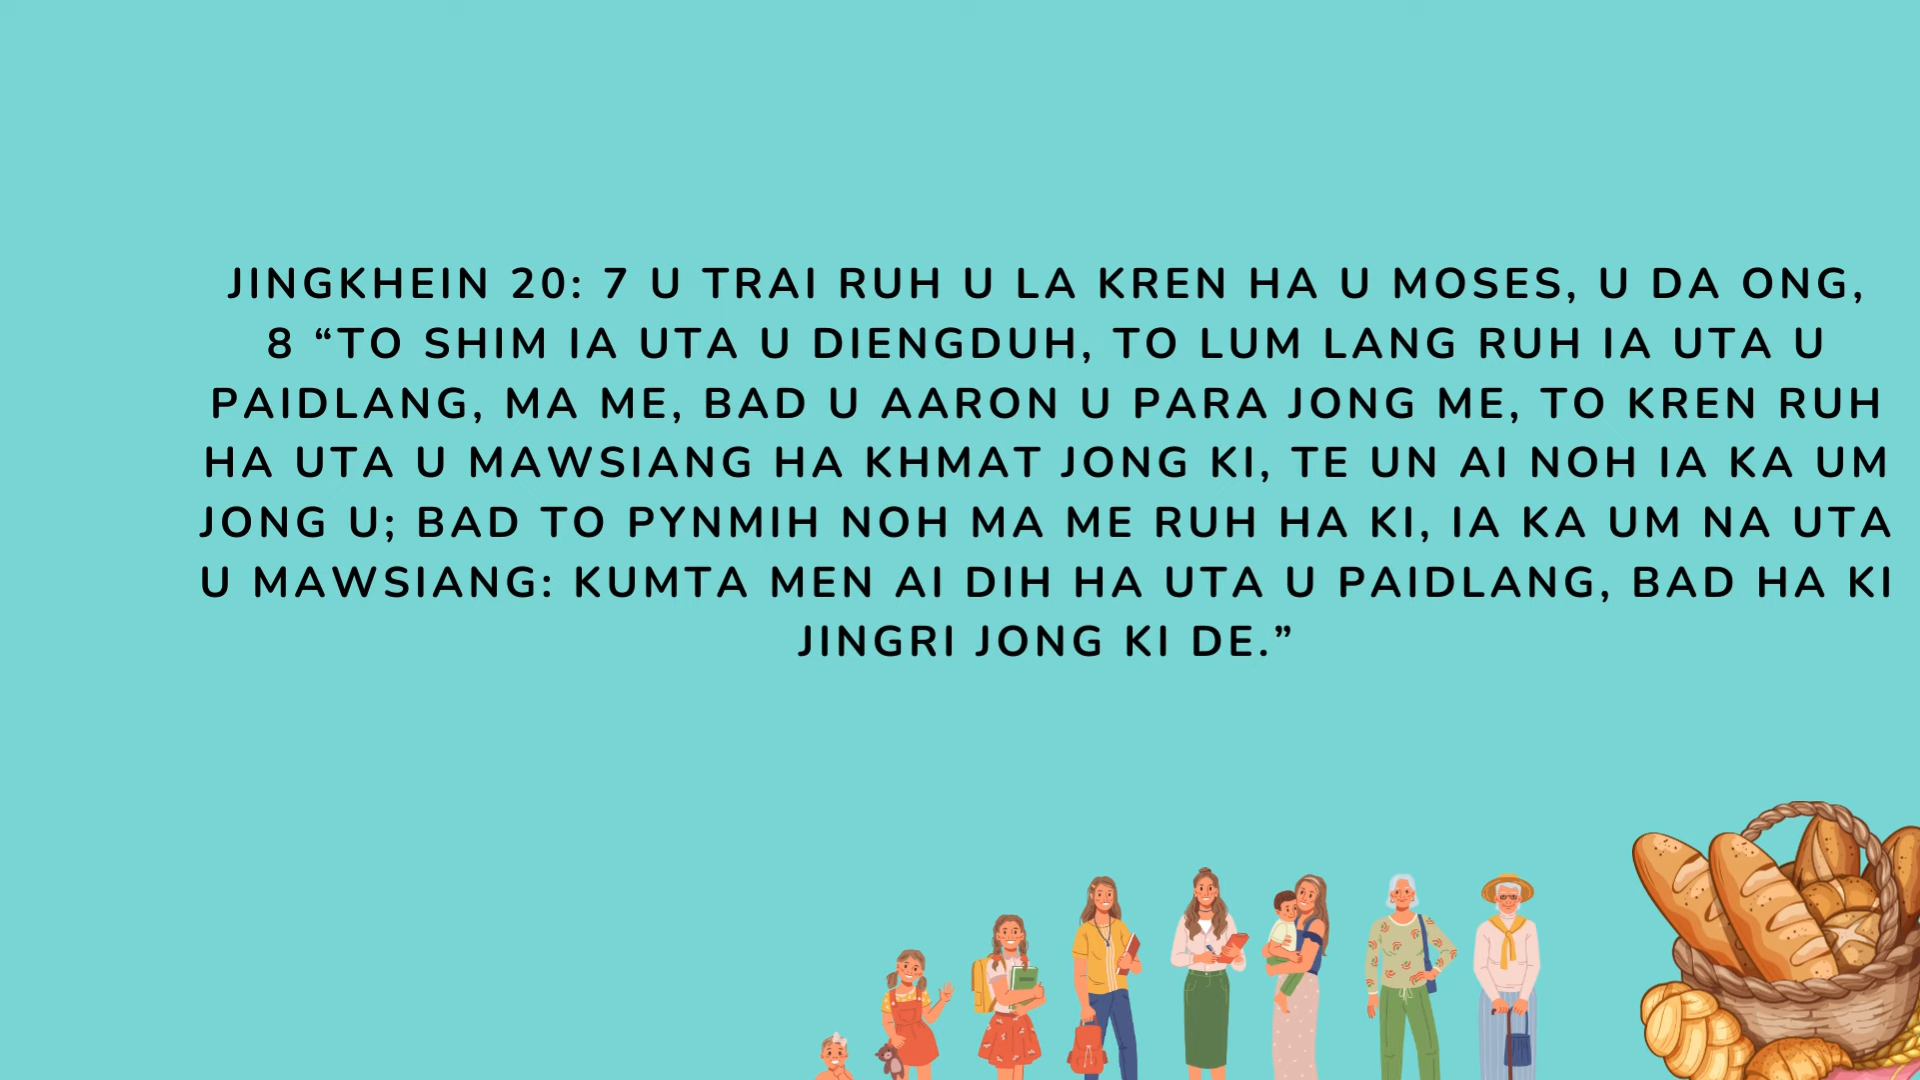 JINGKHEIN 20: 7 U TRAI RUH U LA KREN HA U MOSES, U DA ONG,
8 “TO SHIM IA UTA U DIENGDUH, TO LUM LANG RUH IA UTA U
PAIDLANG, MA ME, BAD U AARON U PARA JONG ME, TO KREN RUH
HA UTA U MAWSIANG HA KHMAT JONG KI, TE UN AI NOH IA KA UM
JONG U; BAD TO PYNMIH NOH MA ME RUH HA KI, IA KA UM NA UTA
U MAWSIANG: KUMTA MEN AI DIH HA UTA U PAIDLANG, BAD HA KI
JINGRI JONG KI DE.”